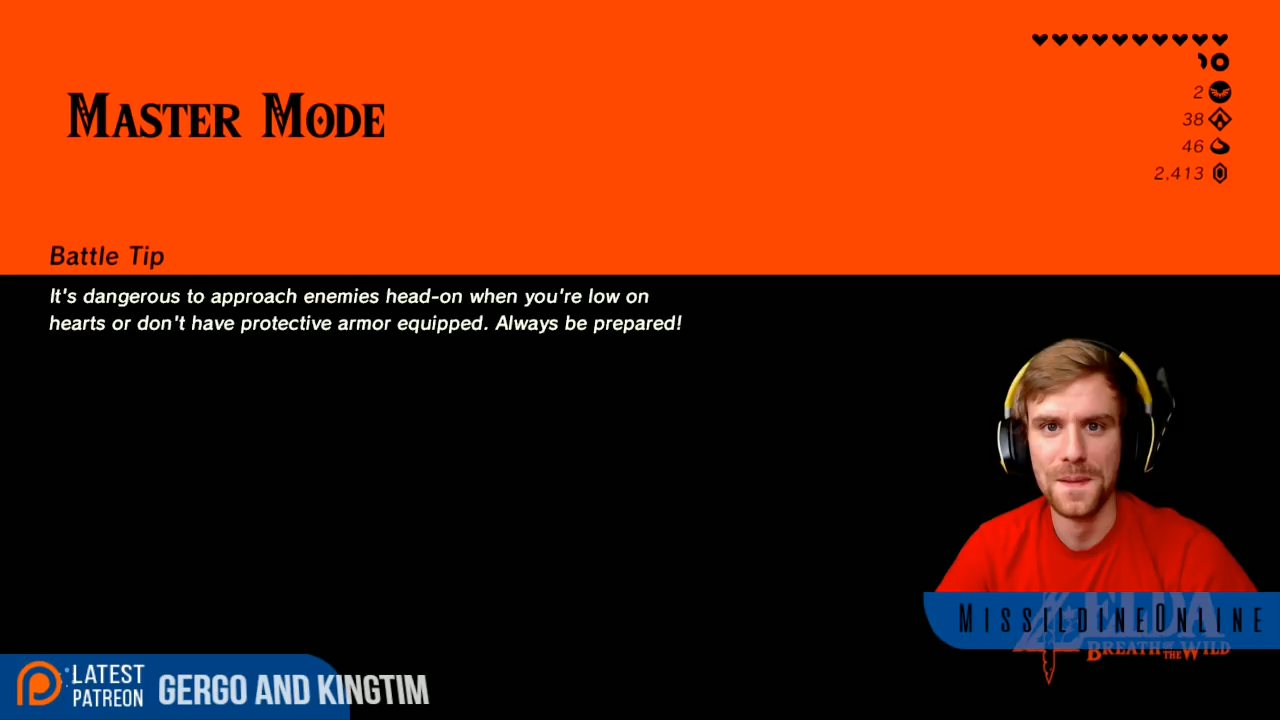 MASTER MODE
2
38
46
2,413
Battle Tip
It's dangerous to approach enemies head-on when you're low on
hearts or don't have protective armor equipped. Always be prepared!
MISSILDINEONLINE
ZELDA
BREATH OF THE WILD
LATEST
PATREON
GERGO AND KINGTIM